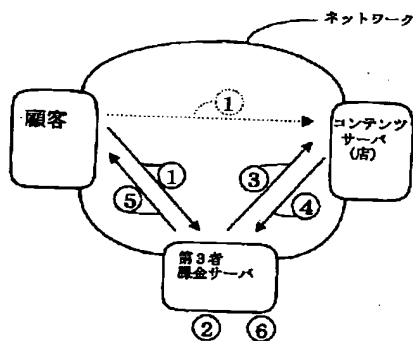 ネットワーク
①
顧客
コンテンツ
サーバ
(店)
①
③
⑤
④
第3者
課金サーバ
② ⑥